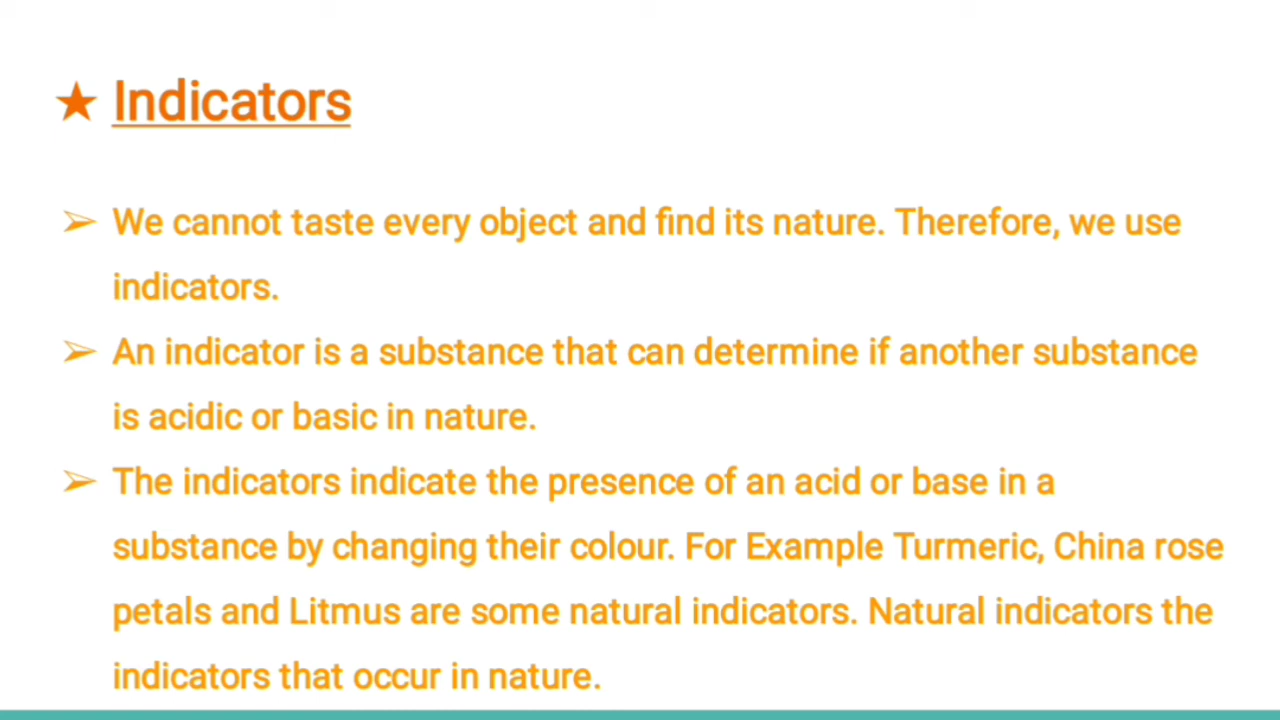 ★ Indicators
➢ We cannot taste every object and find its nature. Therefore, we use
indicators.
➢ An indicator is a substance that can determine if another substance
is acidic or basic in nature.
➢ The indicators indicate the presence of an acid or base in a
substance by changing their colour. For Example Turmeric, China rose
petals and Litmus are some natural indicators. Natural indicators the
indicators that occur in nature.